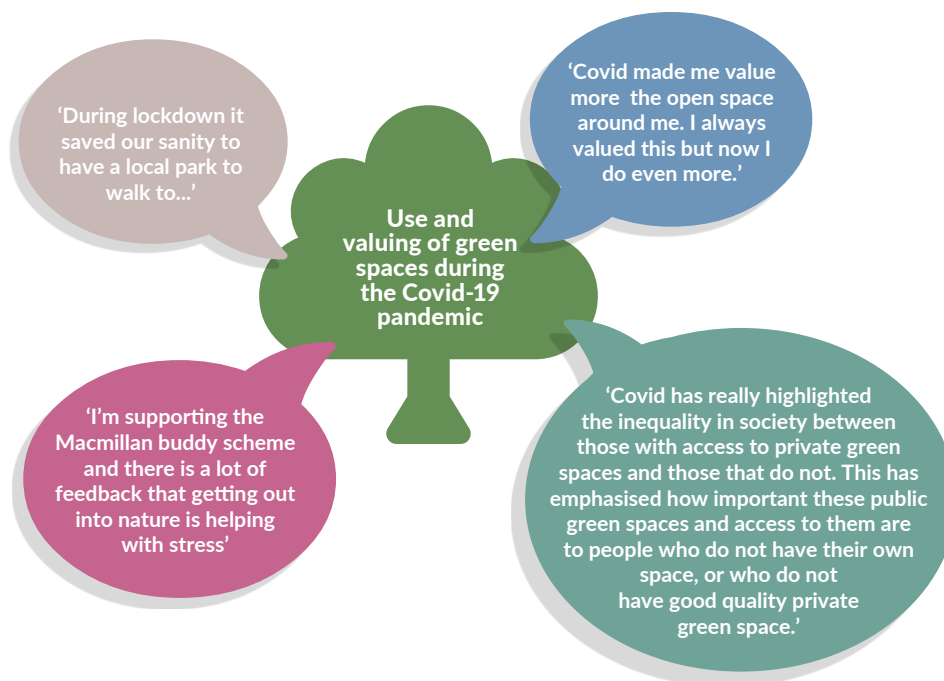 ‘During lockdown it
saved our sanity to
have a local park to
walk to...’
‘Covid made me value
more the open space
around me. I always
valued this but now I
do even more.’
Use and
valuing of green
spaces during
the Covid-19
pandemic
‘I’m supporting the
Macmillan buddy scheme
and there is a lot of
feedback that getting out
into nature is helping
with stress’
‘Covid has really highlighted
the inequality in society between
those with access to private green
spaces and those that do not. This has
emphasised how important these public
green spaces and access to them are
to people who do not have their own
space, or who do not
have good quality private
green space.’